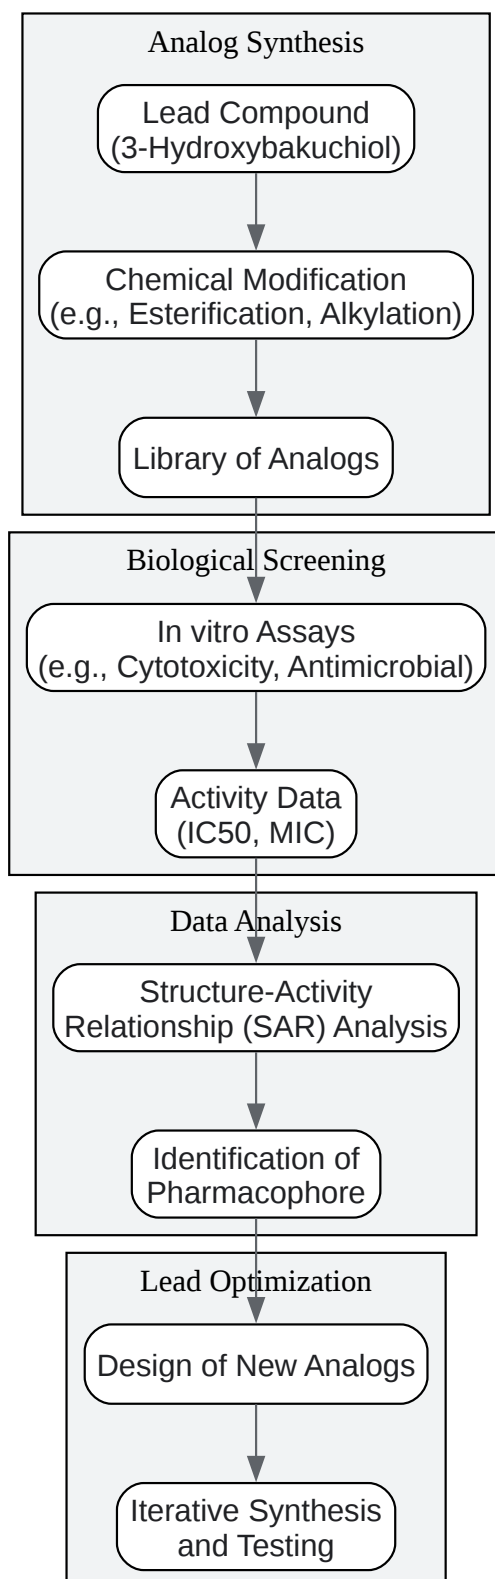 Analog Synthesis
Lead Compound
(3-Hydroxybakuchiol)
Chemical Modification
(e.g., Esterification, Alkylation)
Library of Analogs
Biological Screening
In vitro Assays
(e.g., Cytotoxicity, Antimicrobial)
Activity Data
(IC50, MIC)
Data Analysis
Structure-Activity
Relationship (SAR) Analysis
Identification of
Pharmacophore
Lead Optimization
Design of New Analogs
Iterative Synthesis
and Testing